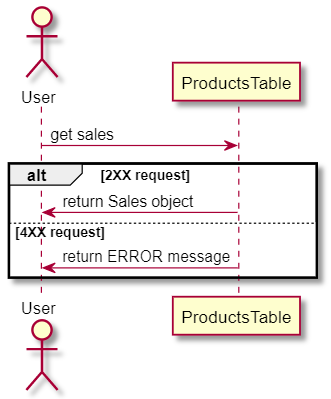 User
ProductsTable
get sales
alt [2XX request]
return Sales object
[4XX request]
return ERROR message
User
ProductsTable